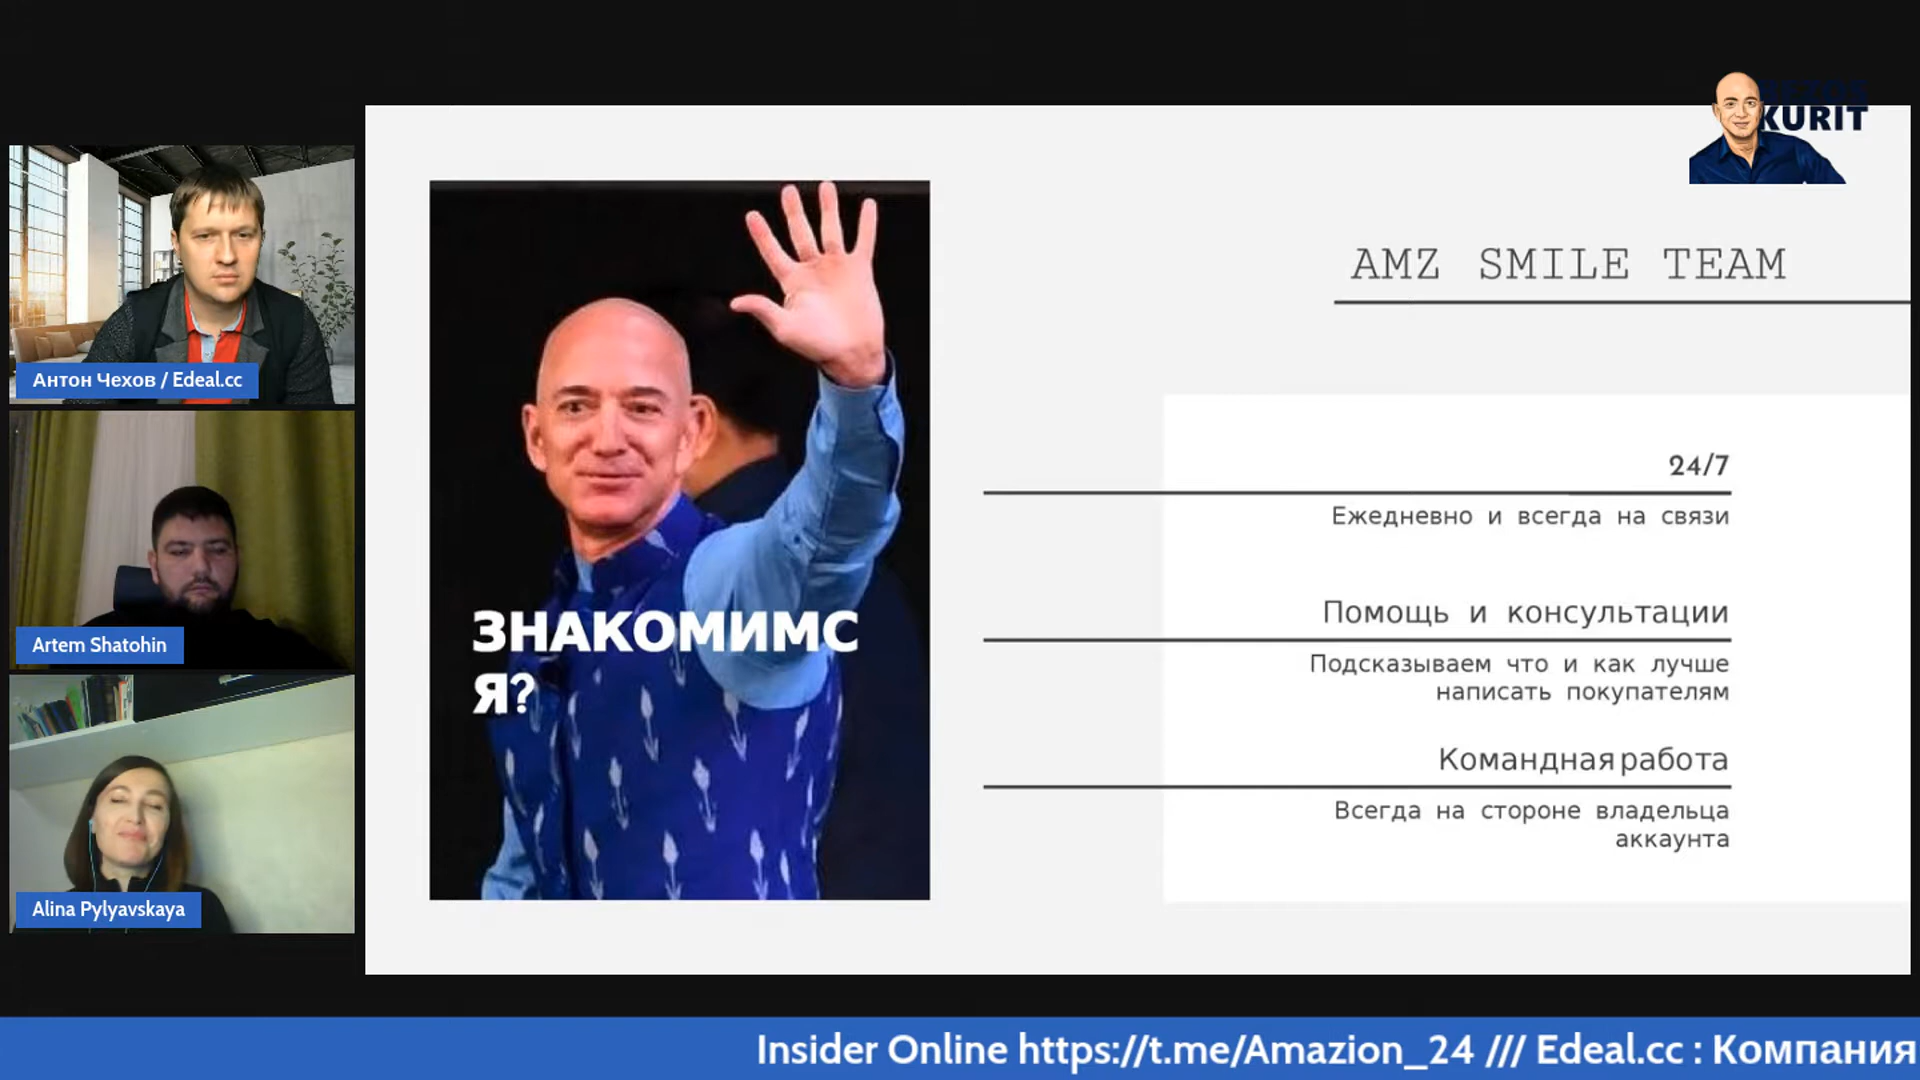 BEZOS
KURIT
Антон Чехов / Edeal.cc
Artem Shatohin
Alina Pylyavskaya
ЗНАКОМИМС
Я?
AMZ SMILE TEAM
24/7
Ежедневно и всегда на связи
Помощь и консультации
Подсказываем что и как лучше
написать покупателям
Командная работа
Всегда на стороне владельца
аккаунта
Insider Online https://t.me/Amazion_24 /// Edeal.cc : Компания